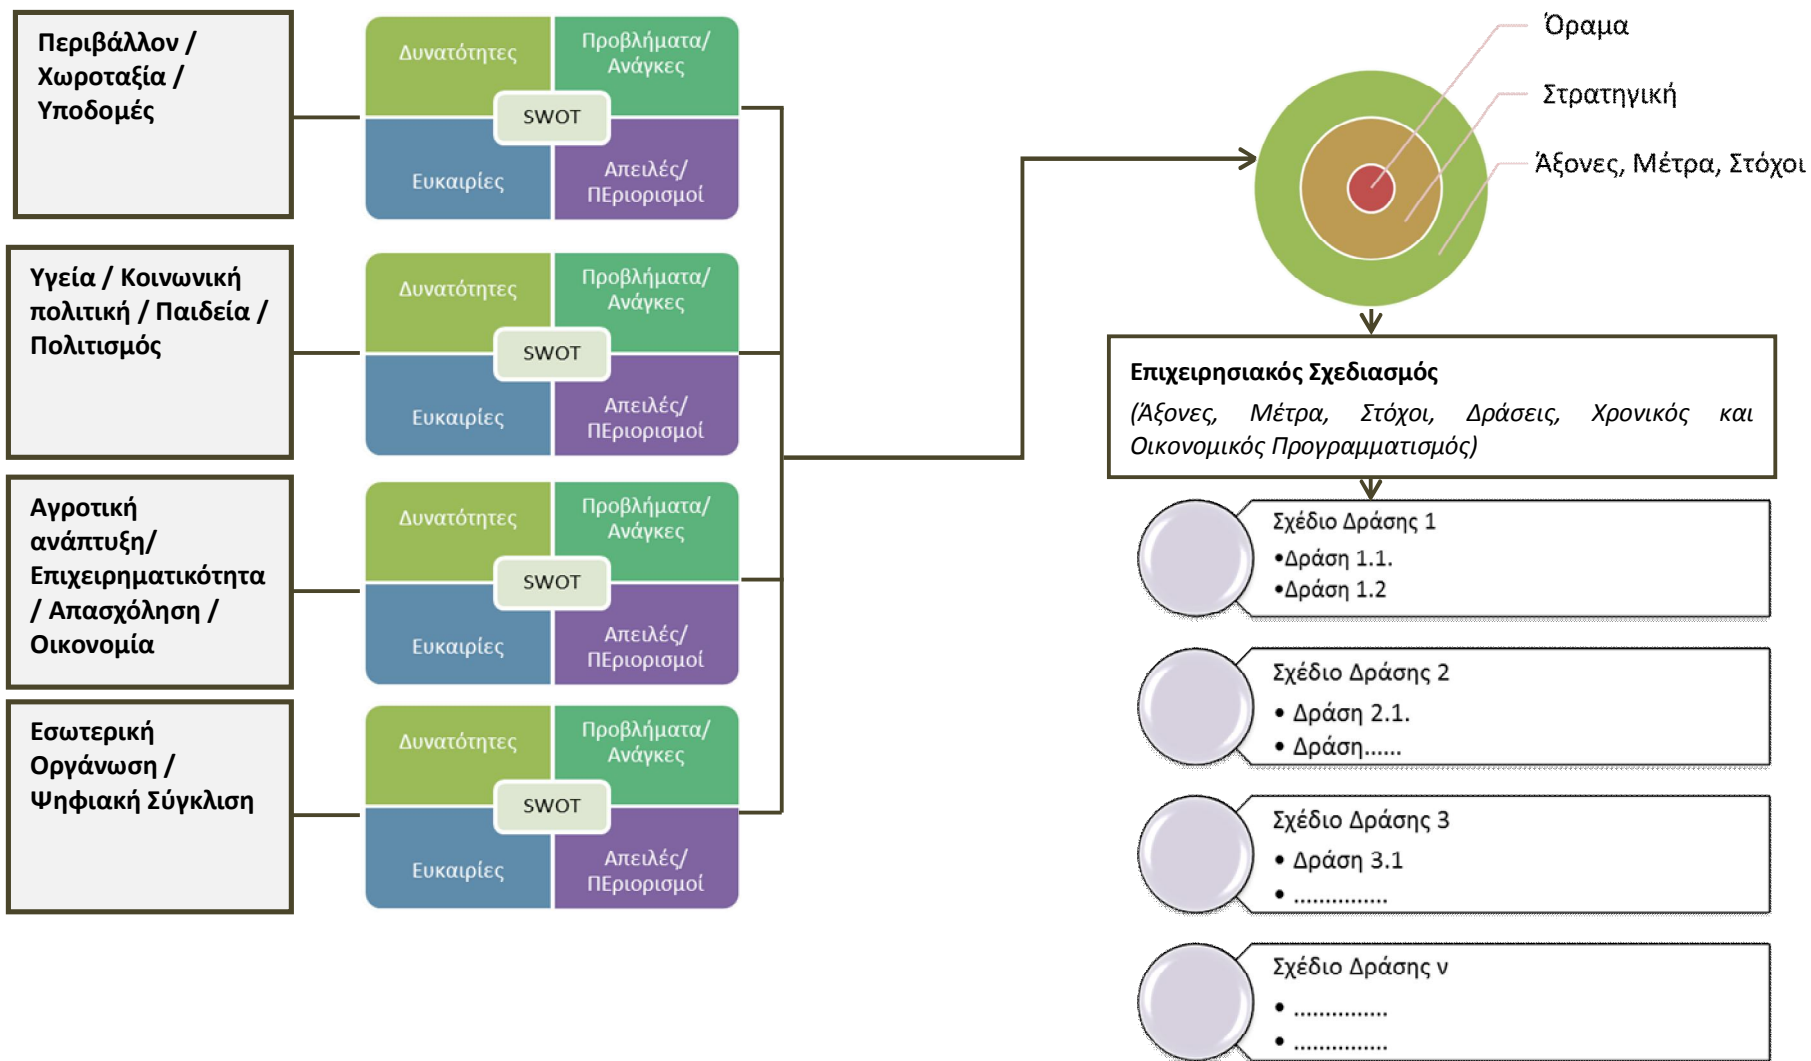 Περιβάλλον /
Χωροταξία /
Υποδομές
Δυνατότητες
Προβλήματα/
Ανάγκες
SWOT
Ευκαιρίες
Απειλές/
ΠΕριορισμοί
Υγεία / Κοινωνική
πολιτική / Παιδεία /
Πολιτισμός
Δυνατότητες
Προβλήματα/
Ανάγκες
SWOT
Ευκαιρίες
Απειλές/
ΠΕριορισμοί
Αγροτική
ανάπτυξη/
Επιχειρηματικότητα
/ Απασχόληση /
Οικονομία
Δυνατότητες
Προβλήματα/
Ανάγκες
SWOT
Ευκαιρίες
Απειλές/
ΠΕριορισμοί
Εσωτερική
Οργάνωση /
Ψηφιακή Σύγκλιση
Δυνατότητες
Προβλήματα/
Ανάγκες
SWOT
Ευκαιρίες
Απειλές/
ΠΕριορισμοί
Όραμα
Στρατηγική
Άξονες, Μέτρα, Στόχοι
Επιχειρησιακός Σχεδιασμός
(Άξονες, Μέτρα, Στόχοι, Δράσεις, Χρονικός και
Οικονομικός Προγραμματισμός)
Σχέδιο Δράσης 1
•Δράση 1.1.
•Δράση 1.2
Σχέδιο Δράσης 2
• Δράση 2.1.
• Δράση......
Σχέδιο Δράσης 3
• Δράση 3.1
• ...............
Σχέδιο Δράσης ν
• ...............
• ...............